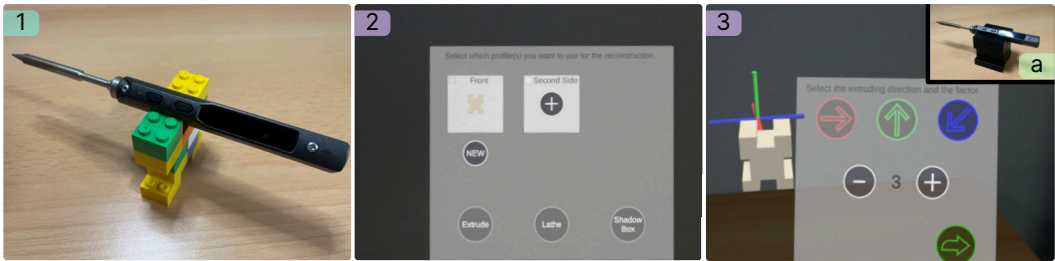 1
2
Select which profile(s) you want to use for the reconstruction.
Front
Second Side
NEW
Extrude
Lathe
Shadow
Box
3
a
Select the extruding direction and the factor.
3